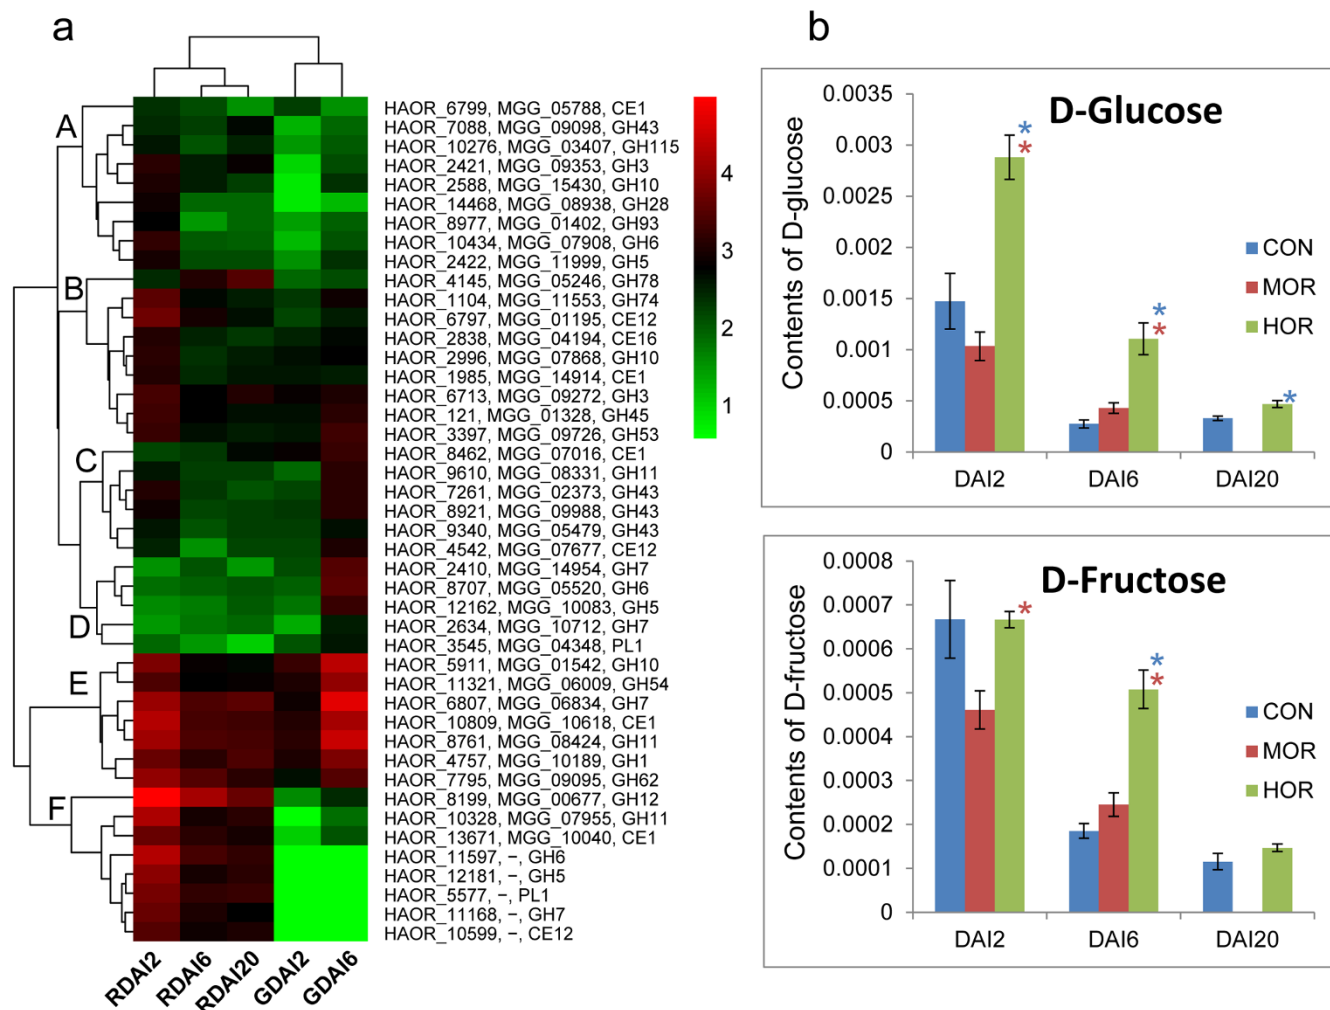 a
A
B
C
D
E
F
HAOR_6799, MGG_05788, CE1
HAOR_7088, MGG_09098, GH43
HAOR_10276, MGG_03407, GH115
HAOR_2421, MGG_09353, GH3
HAOR_2588, MGG_15430, GH10
HAOR_14468, MGG_08938, GH28
HAOR_8977, MGG_01402, GH93
HAOR_10434, MGG_07908, GH6
HAOR_2422, MGG_11999, GH5
HAOR_4145, MGG_05246, GH78
HAOR_1104, MGG_11553, GH74
HAOR_6797, MGG_01195, CE12
HAOR_2838, MGG_04194, CE16
HAOR_2996, MGG_07868, GH10
HAOR_1985, MGG_14914, CE1
HAOR_6713, MGG_09272, GH3
HAOR_121, MGG_01328, GH45
HAOR_3397, MGG_09726, GH53
HAOR_8462, MGG_07016, CE1
HAOR_9610, MGG_08331, GH11
HAOR_7261, MGG_02373, GH43
HAOR_8921, MGG_09988, GH43
HAOR_9340, MGG_05479, GH43
HAOR_4542, MGG_07677, CE12
HAOR_2410, MGG_14954, GH7
HAOR_8707, MGG_05520, GH6
HAOR_12162, MGG_10083, GH5
HAOR_2634, MGG_10712, GH7
HAOR_3545, MGG_04348, PL1
HAOR_5911, MGG_01542, GH10
HAOR_11321, MGG_06009, GH54
HAOR_6807, MGG_06834, GH7
HAOR_10809, MGG_10618, CE1
HAOR_8761, MGG_08424, GH11
HAOR_4757, MGG_10189, GH1
HAOR_7795, MGG_09095, GH62
HAOR_8199, MGG_00677, GH12
HAOR_10328, MGG_07955, GH11
HAOR_13671, MGG_10040, CE1
HAOR_11597, −, GH6
HAOR_12181, −, GH5
HAOR_5577, −, PL1
HAOR_11168, −, GH7
HAOR_10599, −, CE12
RDAI2
RDAI6
RDAI20
GDAI2
GDAI6
4
3
2
1
b
D-Glucose
Contents of D-glucose
0.0035
0.003
0.0025
0.002
0.0015
0.001
0.0005
0
*
*
*
*
*
CON
MOR
HOR
DAI2
DAI6
DAI20
D-Fructose
Contents of D-fructose
0.0008
0.0007
0.0006
0.0005
0.0004
0.0003
0.0002
0.0001
0
*
*
*
CON
MOR
HOR
DAI2
DAI6
DAI20